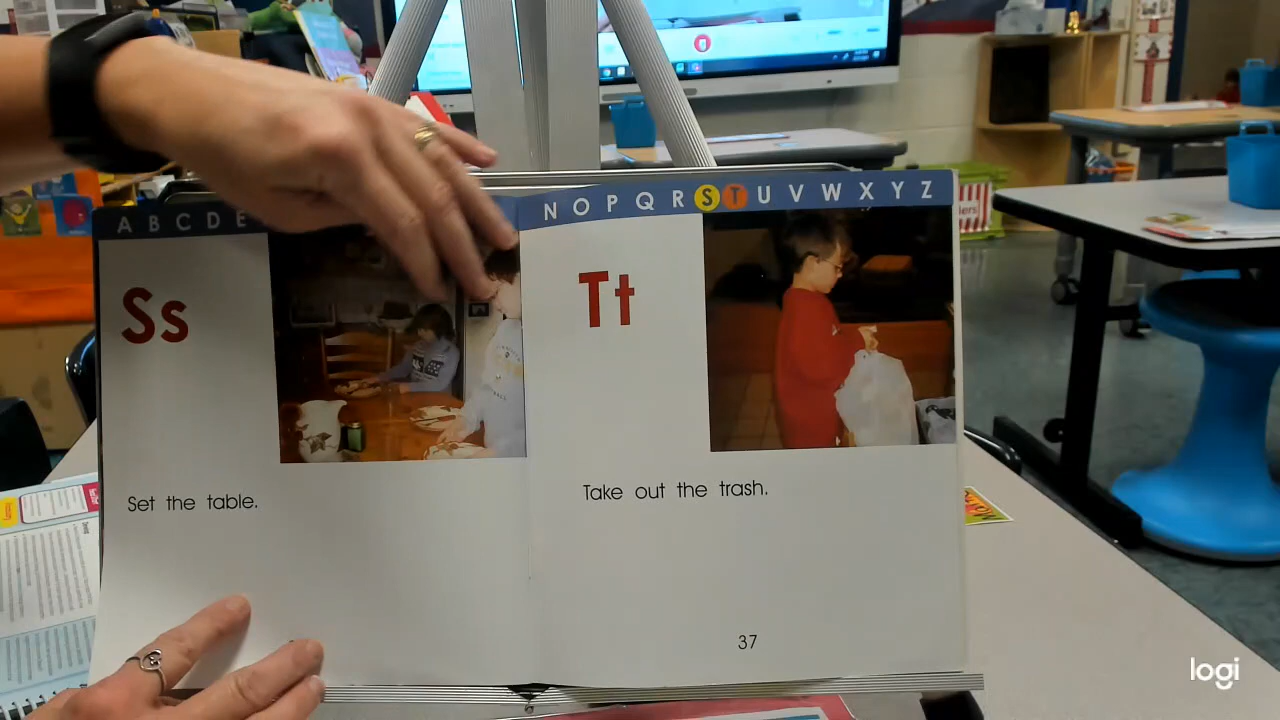 A B C D E
N O P Q R S T U V W X Y Z
Ss
Set the table.
Tt
Take out the trash.
37
logi